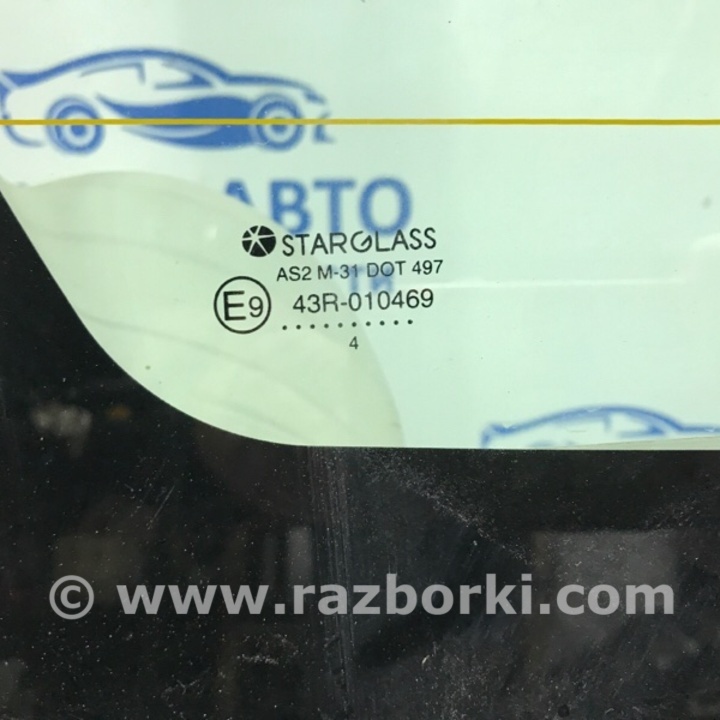 АВТО
STARGLASS
AS2 M-31 DOT 497
E9 43R-010469
..........
4
© www.razborki.com